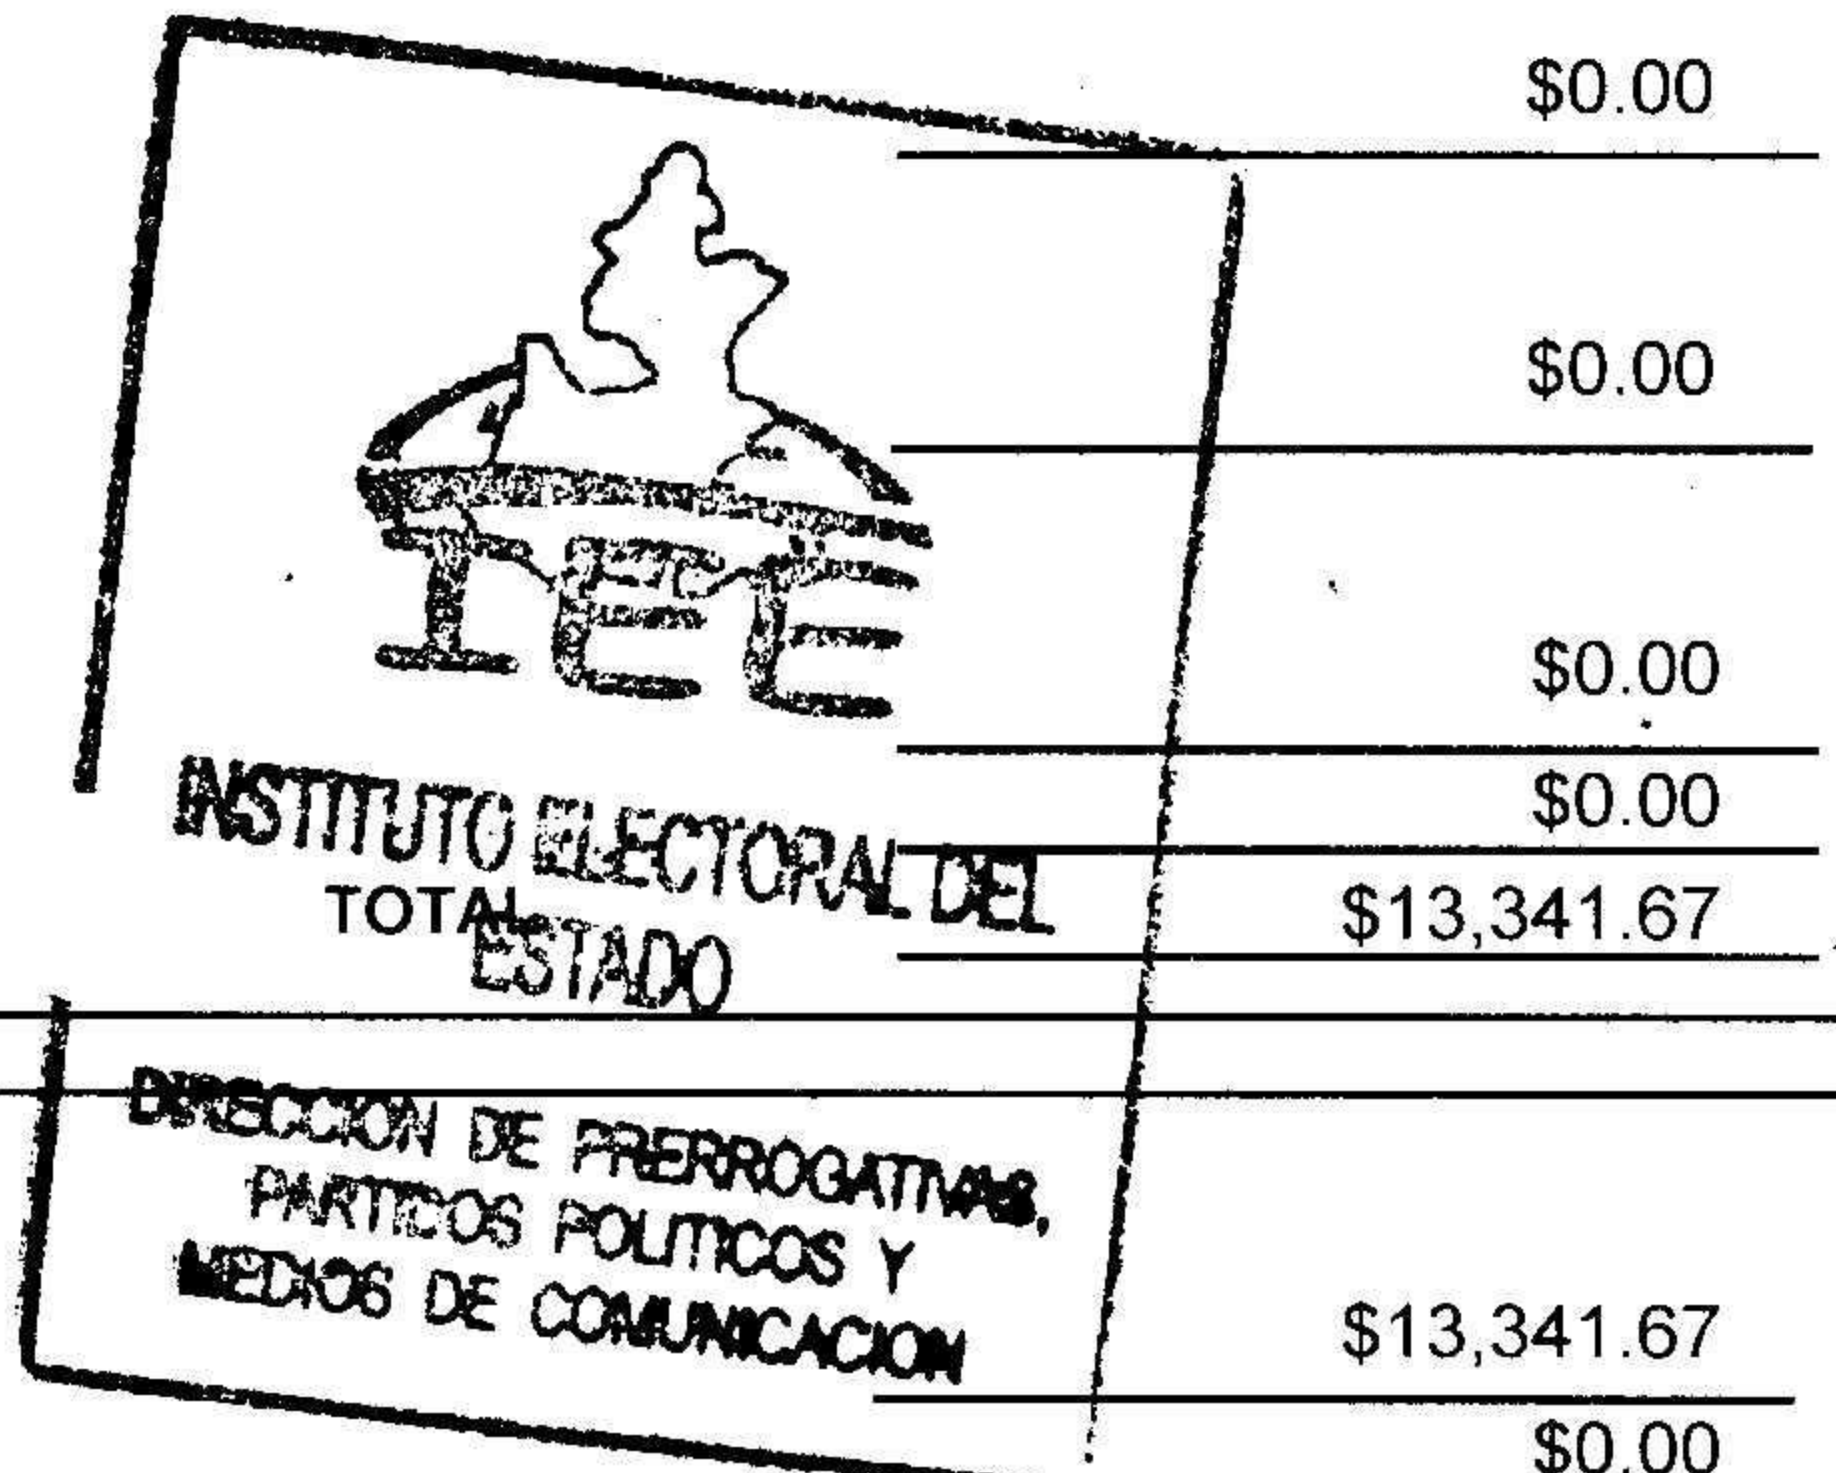 $0.00
$0.00
IEE
$0.00
$0.00
INSTITUTO ELECTORAL DEL
TOTAL $13,341.67
ESTADO
DIRECCION DE PRERROGATIVAS,
PARTIDOS POLITICOS Y
MEDIOS DE COMUNICACION
$13,341.67
$0.00